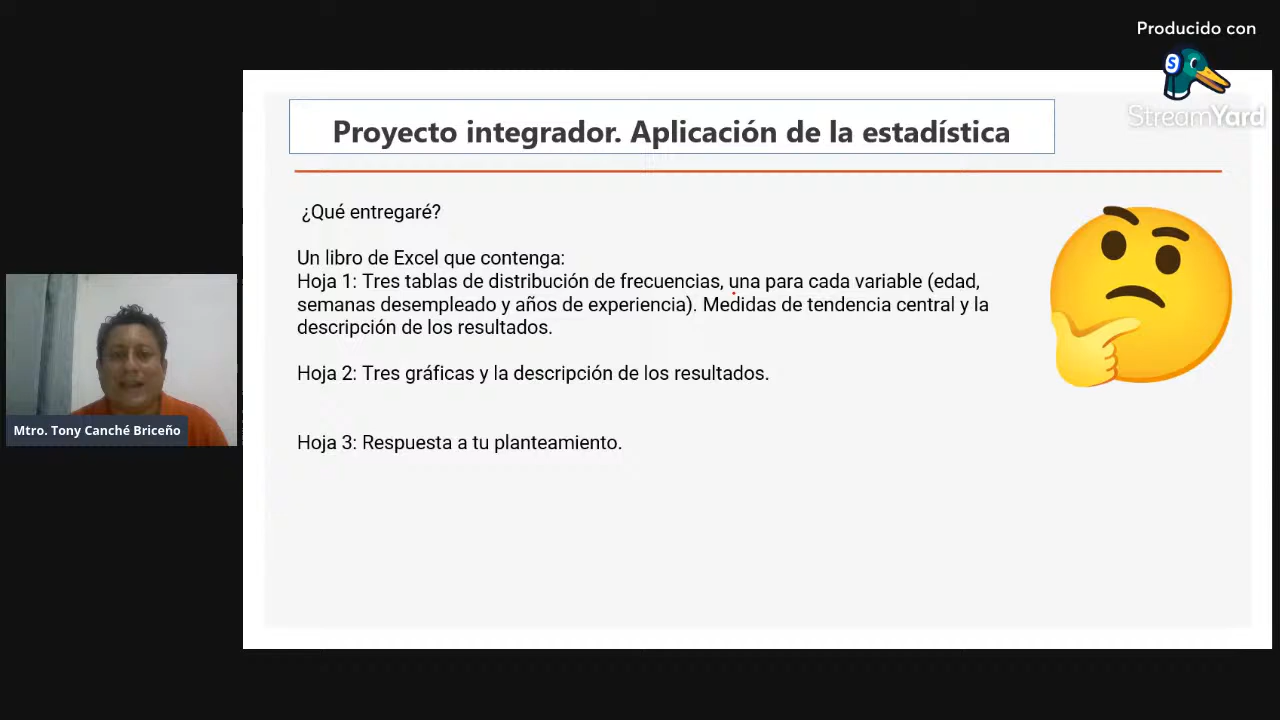 Producido con
S
StreamYard
Proyecto integrador. Aplicación de la estadística
¿Qué entregaré?
Un libro de Excel que contenga:
Hoja 1: Tres tablas de distribución de frecuencias, una para cada variable (edad,
semanas desempleado y años de experiencia). Medidas de tendencia central y la
descripción de los resultados.
Hoja 2: Tres gráficas y la descripción de los resultados.
Hoja 3: Respuesta a tu planteamiento.
Mtro. Tony Canché Briceño